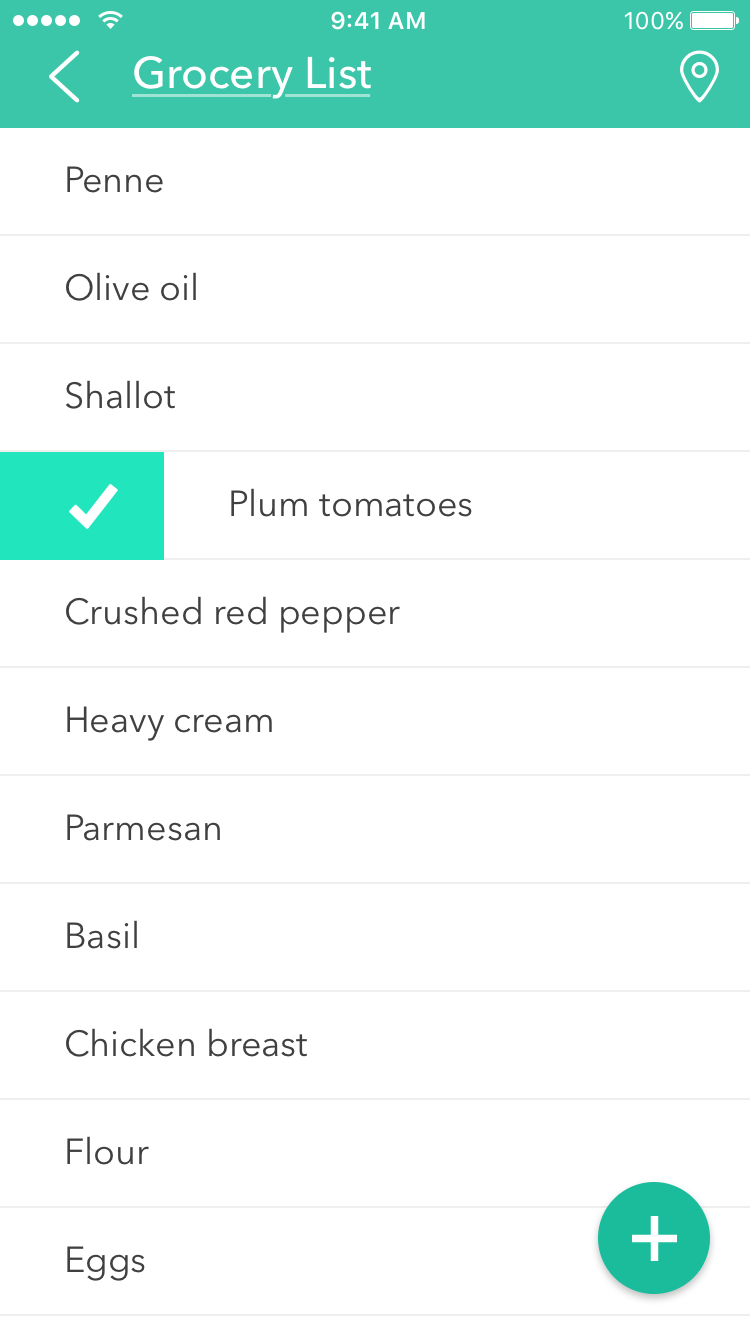 9:41 AM 100%
Grocery List
Penne
Olive oil
Shallot
Plum tomatoes
Crushed red pepper
Heavy cream
Parmesan
Basil
Chicken breast
Flour
Eggs